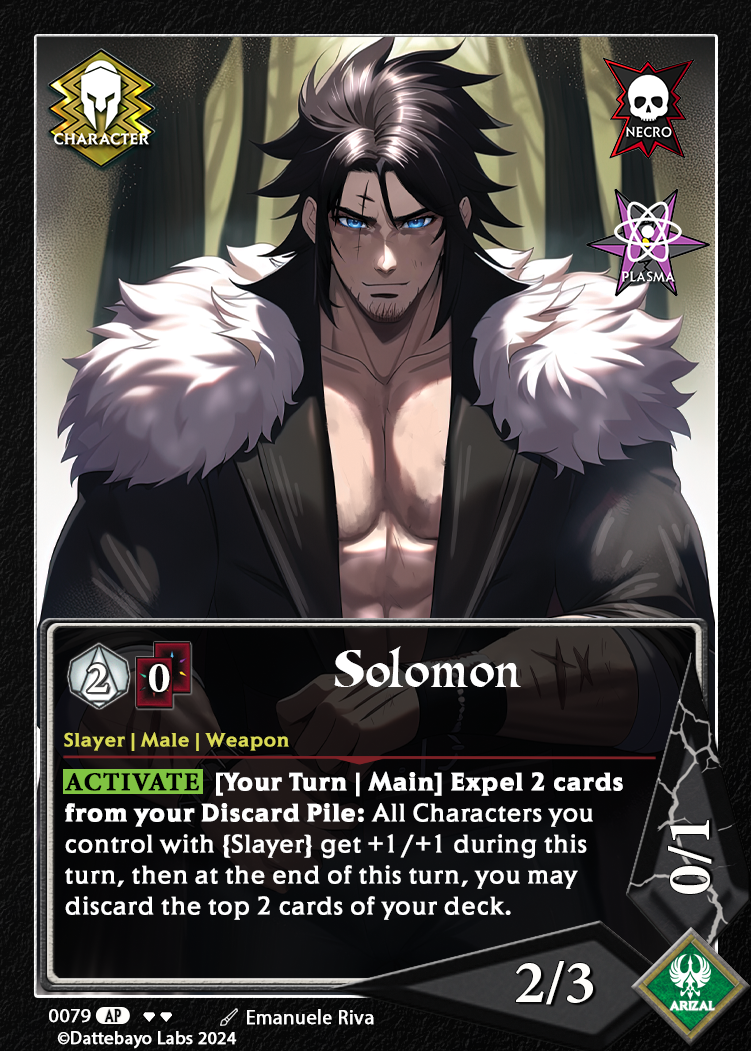 CHARACTER
NECRO
PLASMA
2 0 Solomon
Slayer | Male | Weapon
ACTIVATE [Your Turn | Main] Expel 2 cards
from your Discard Pile: All Characters you
control with {Slayer} get +1/+1 during this
turn, then at the end of this turn, you may
discard the top 2 cards of your deck.
0/1
2/3
ARIZAL
0079 AP Emanuele Riva
©Dattebayo Labs 2024